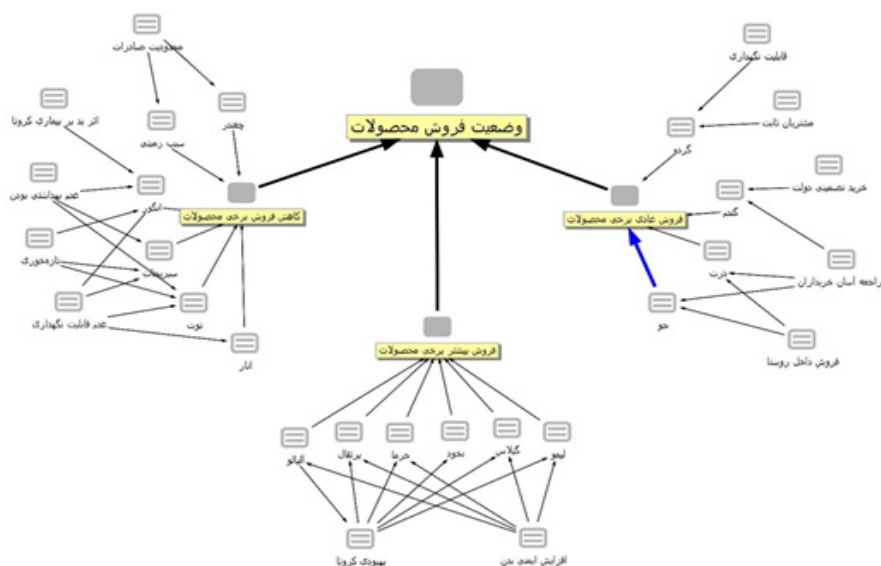 محدودیت صادرات
قابلیت نگهداری
چغندر
سیب زمینی
اثر بد بر بیماری کرونا
وضعیت فروش محصولات
مشتریان ثابت
گردو
عدم بهداشتی بودن
انگور
کاهش فروش برخی محصولات
خرید تضمینی دولت
گندم
فروش عادی برخی محصولات
سبزیجات
تازه‌خوری
ذرت
مراجعه آسان خریداران
توت
عدم قابلیت نگهداری
جو
انار
فروش داخل روستا
فروش بیشتر برخی محصولات
آلبالو
پرتقال
خرما
نخود
گیلاس
لیمو
بهبودی کرونا
افزایش ایمنی بدن